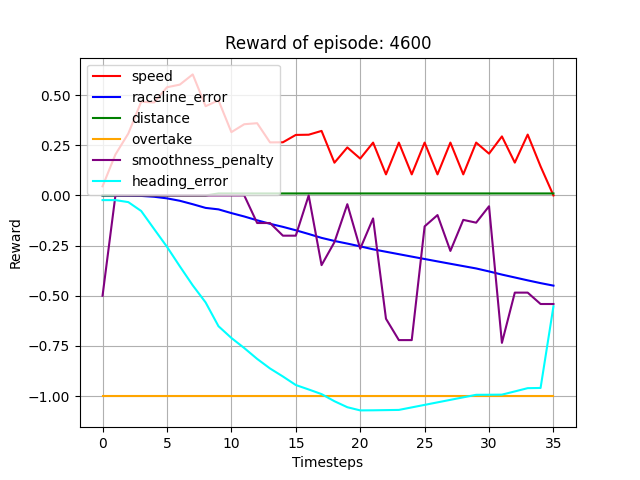 Reward of episode: 4600
speed
raceline_error
distance
overtake
smoothness_penalty
heading_error
0.50
0.25
0.00
−0.25
−0.50
−0.75
−1.00
Reward
0 5 10 15 20 25 30 35
Timesteps